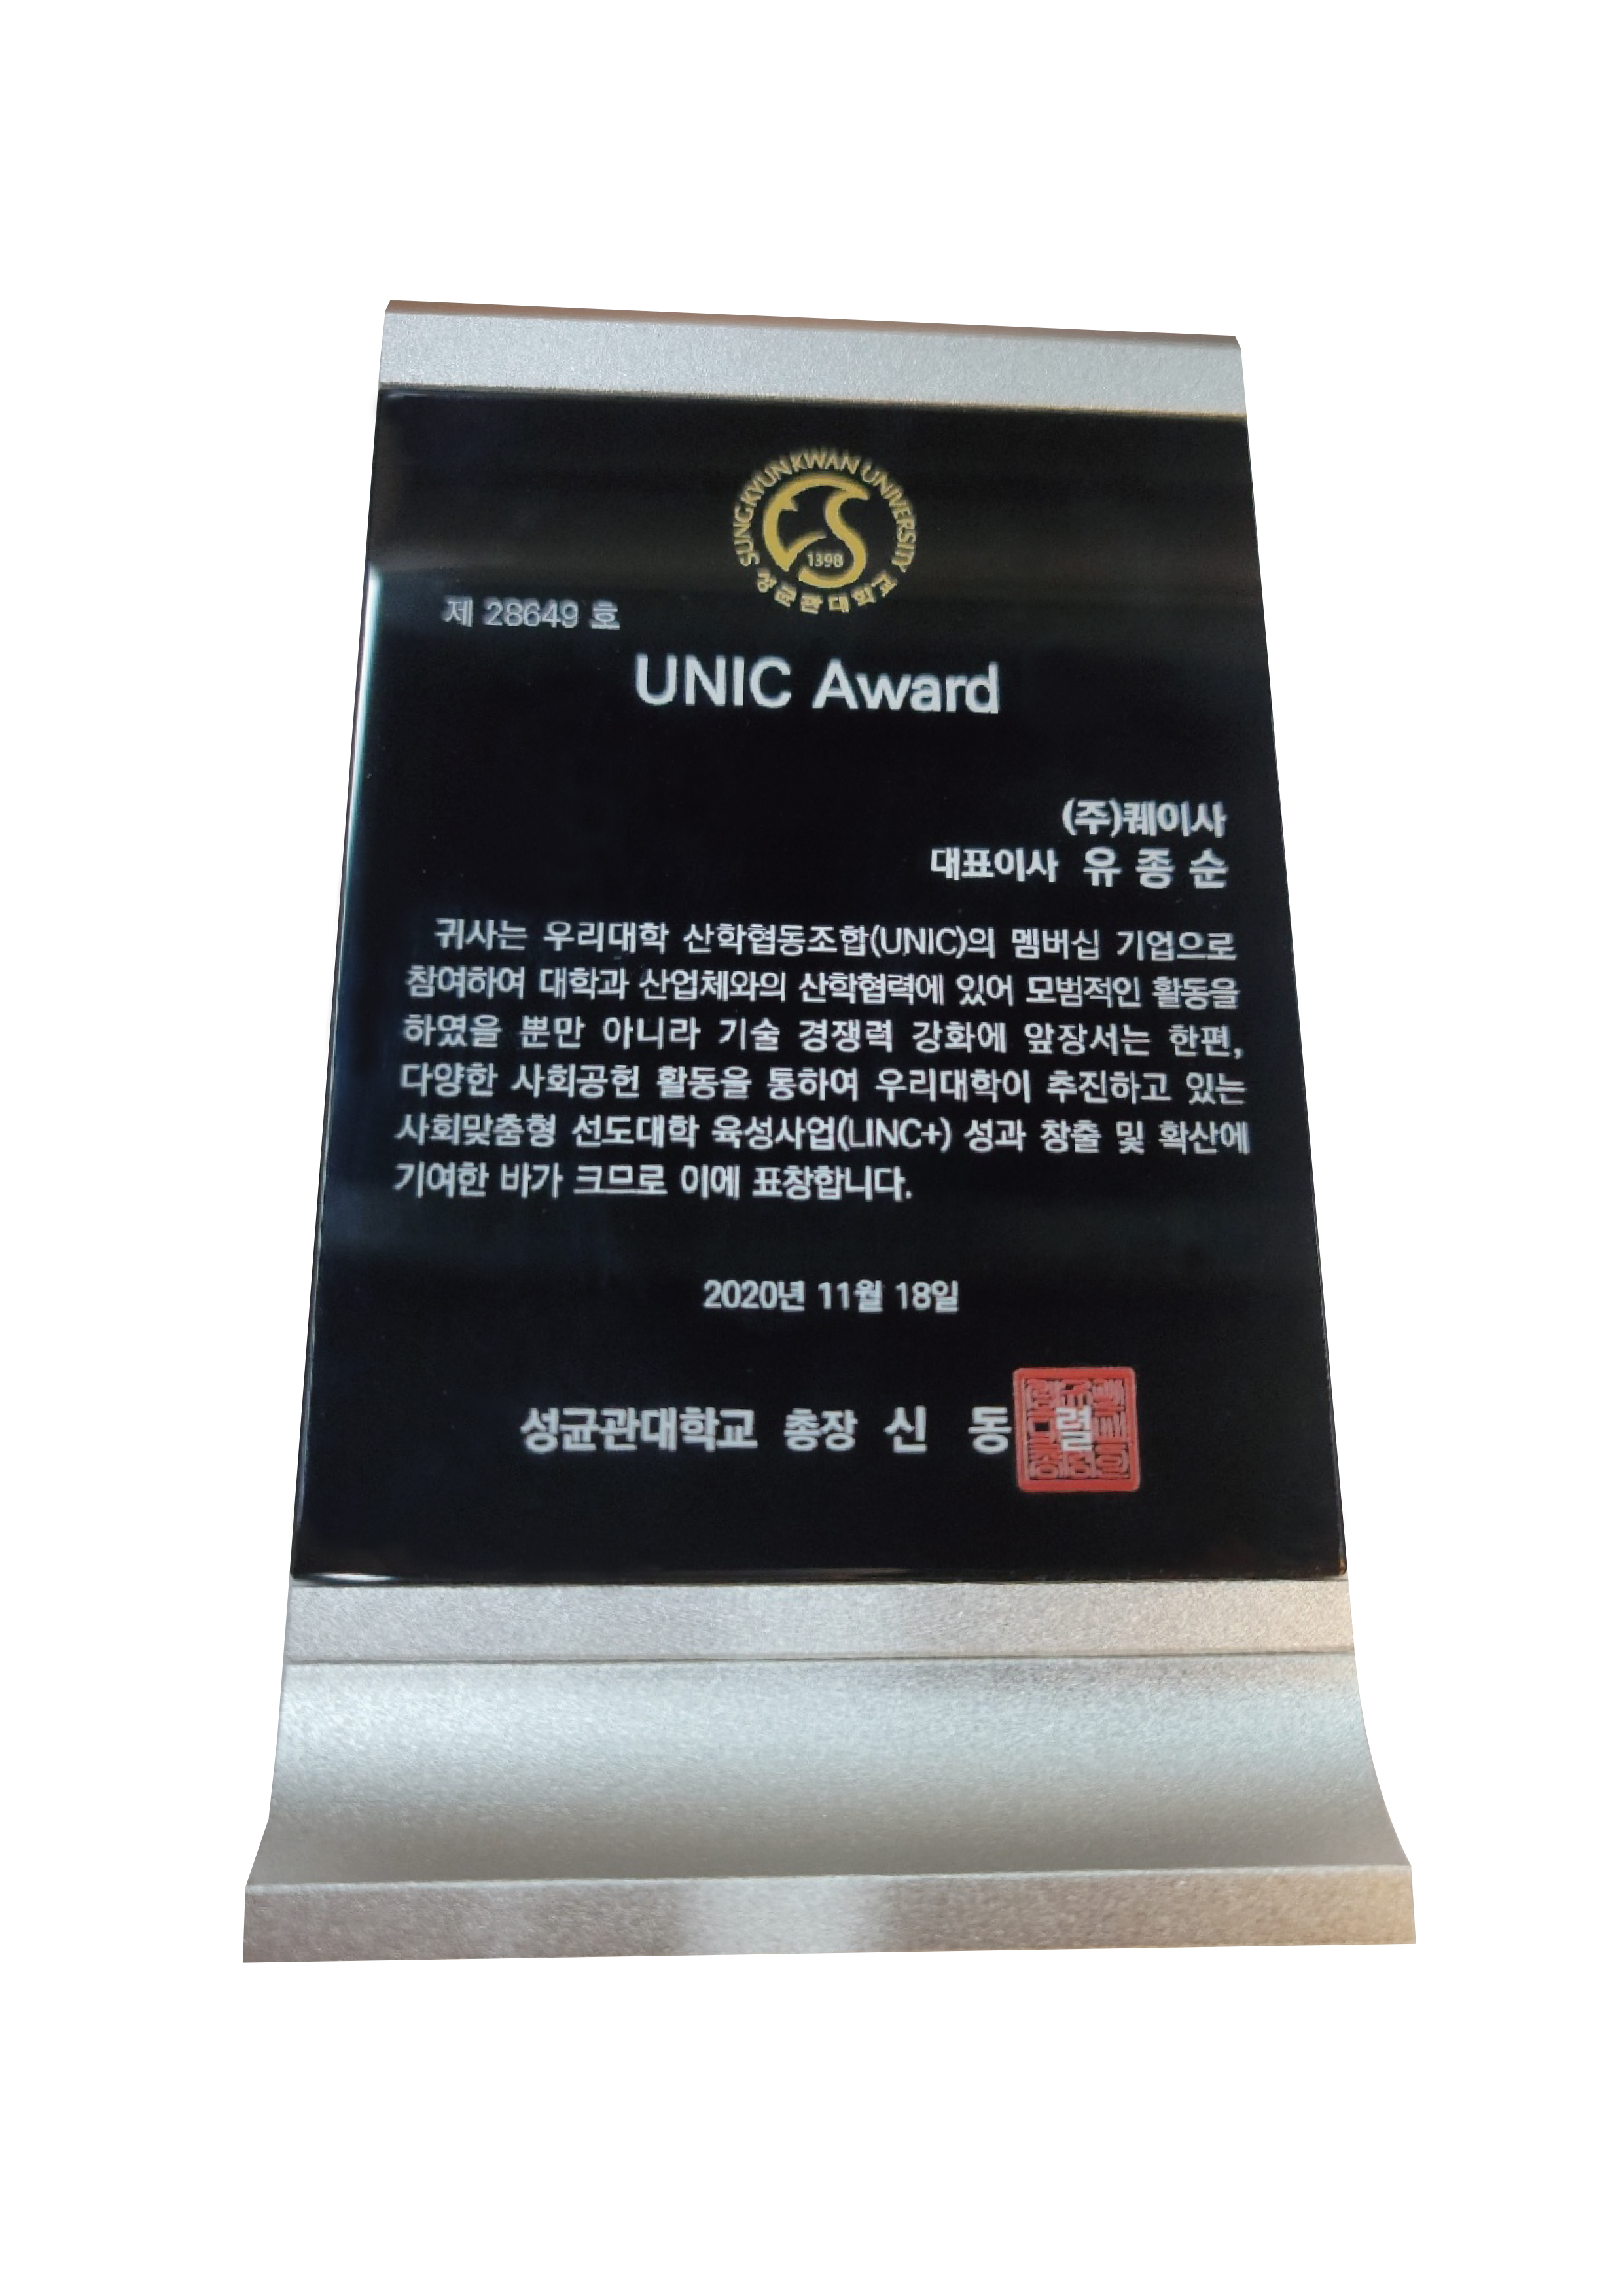 SUNGKYUNKWAN UNIVERSITY
1398
성균관대학교
제 28649 호
UNIC Award
(주)퀘이사
대표이사 유 종 순
귀사는 우리대학 산학협동조합(UNIC)의 멤버십 기업으로
참여하여 대학과 산업체와의 산학협력에 있어 모범적인 활동을
하였을 뿐만 아니라 기술 경쟁력 강화에 앞장서는 한편,
다양한 사회공헌 활동을 통하여 우리대학이 추진하고 있는
사회맞춤형 선도대학 육성사업(LINC+) 성과 창출 및 확산에
기여한 바가 크므로 이에 표창합니다.
2020년 11월 18일
성균관대학교 총장 신 동 렬